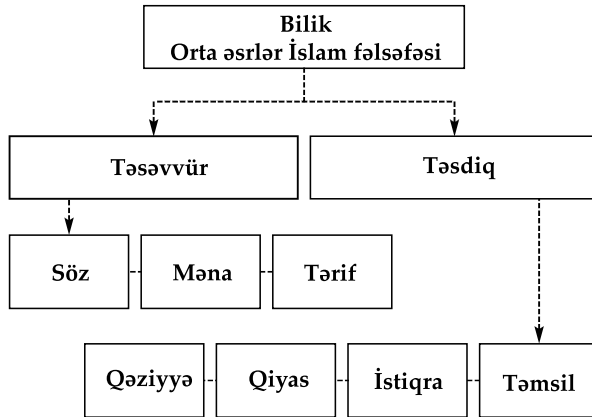 Bilik
Orta əsrlər İslam fəlsəfəsi
Təsəvvür
Təsdiq
Söz
Məna
Tərif
Qəziyyə
Qiyas
İstiqra
Təmsil